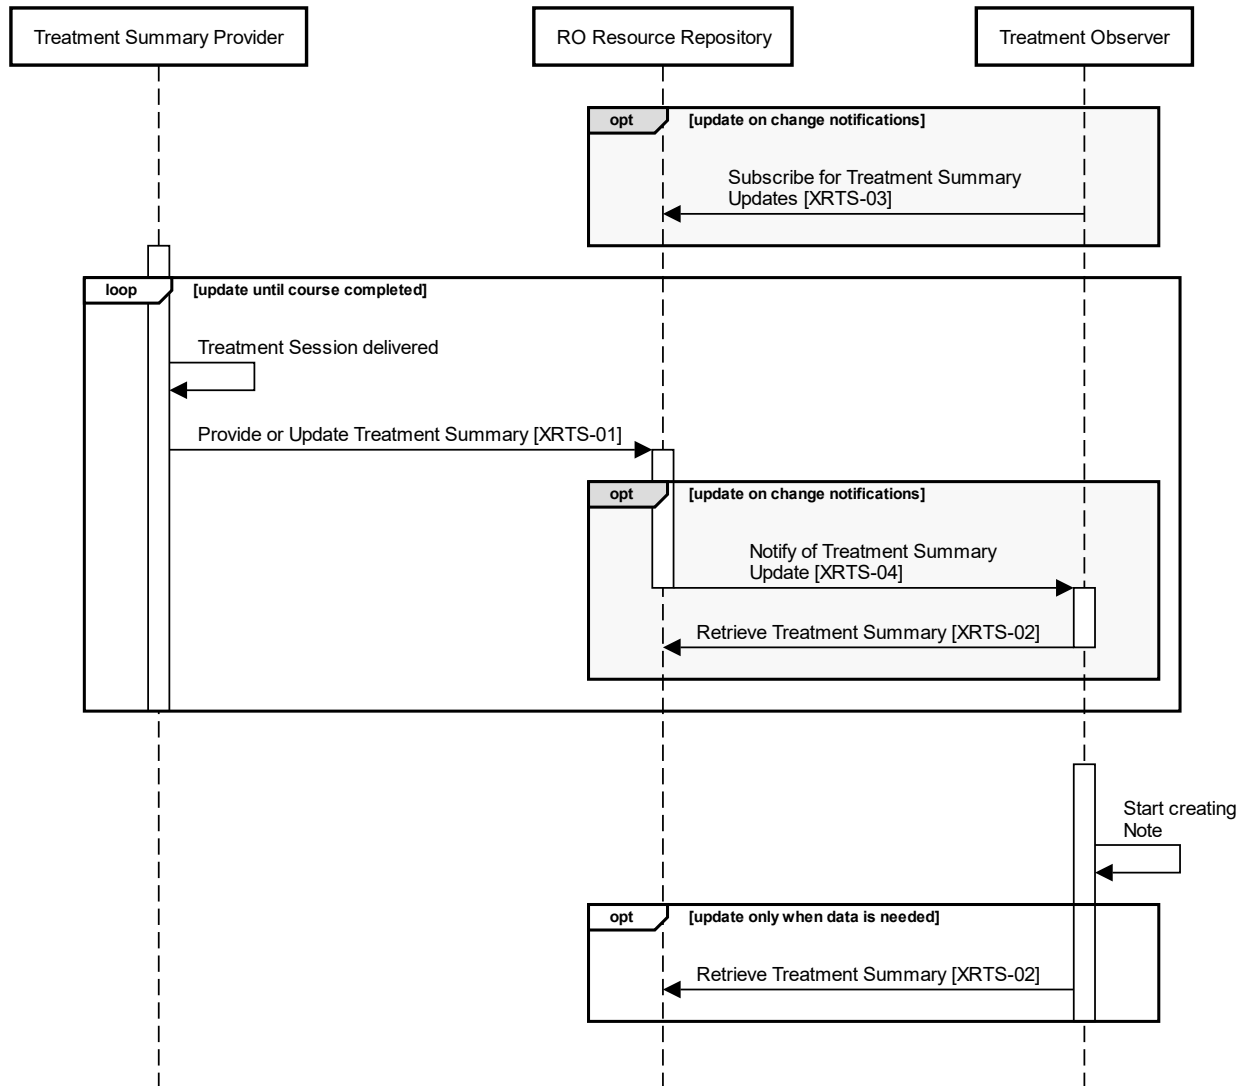 Treatment Summary Provider
RO Resource Repository
Treatment Observer
opt
[update on change notifications]
Subscribe for Treatment Summary
Updates [XRTS-03]
loop
[update until course completed]
Treatment Session delivered
Provide or Update Treatment Summary [XRTS-01]
opt
[update on change notifications]
Notify of Treatment Summary
Update [XRTS-04]
Retrieve Treatment Summary [XRTS-02]
Start creating
Note
opt
[update only when data is needed]
Retrieve Treatment Summary [XRTS-02]